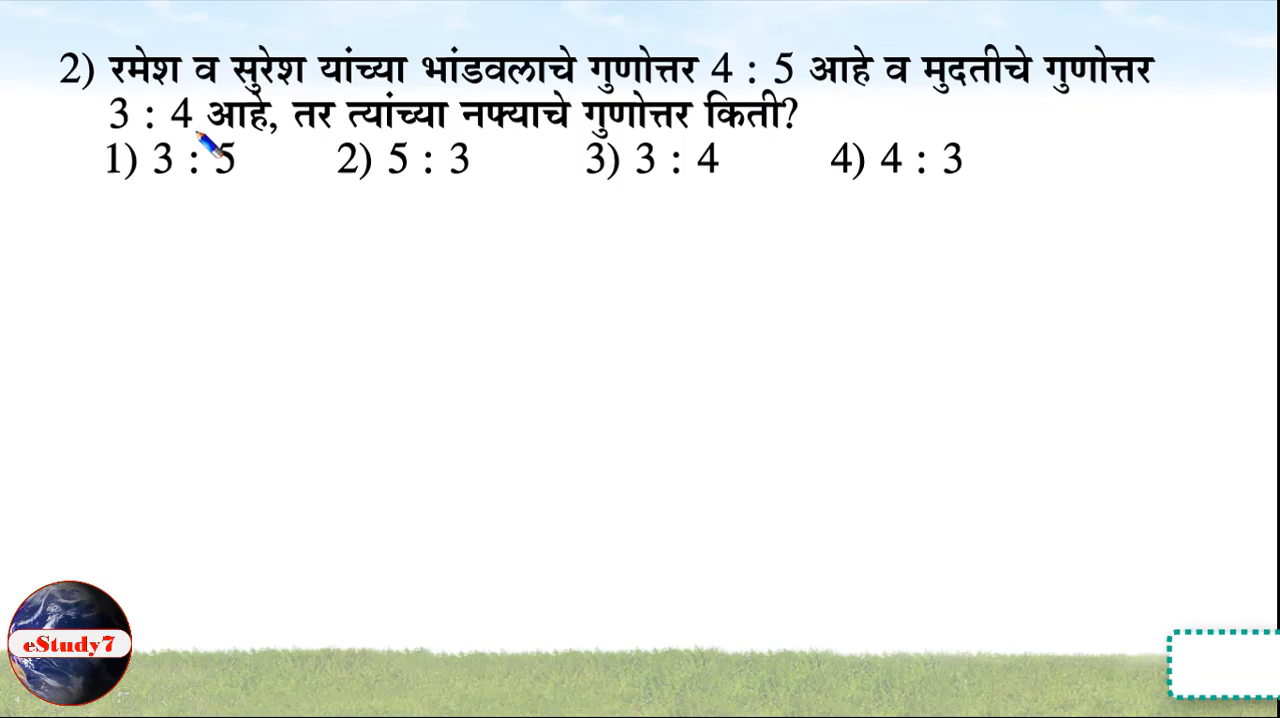 2) रमेश व सुरेश यांच्या भांडवलाचे गुणोत्तर 4 : 5 आहे व मुदतीचे गुणोत्तर
3 : 4 आहे, तर त्यांच्या नफ्याचे गुणोत्तर किती?
1) 3 : 5 2) 5 : 3 3) 3 : 4 4) 4 : 3
eStudy7